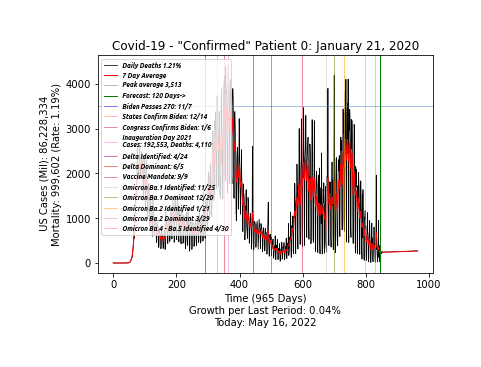 Covid-19 - "Confirmed" Patient 0: January 21, 2020
Daily Deaths 1.21%
7 Day Average
Peak average 3,513
Forecast: 120 Days->
Biden Passes 270: 11/7
States Confirm Biden: 12/14
Congress Confirms Biden: 1/6
Inauguration Day 2021
Cases: 192,553, Deaths: 4,110
Delta Identified: 4/24
Delta Dominant: 6/5
Vaccine Mandate: 9/9
Omicron Ba.1 Identified: 11/25
Omicron Ba.1 Dominant 12/20
Omicron Ba.2 Identified 1/21
Omicron Ba.2 Dominant 3/29
Omicron Ba.4 - Ba.5 Identified 4/30
US Cases (Mil): 86,228,334
Mortality: 999,602 (Rate: 1.19%)
4000
3000
2000
1000
0
0 200 400 600 800 1000
Time (965 Days)
Growth per Last Period: 0.04%
Today: May 16, 2022